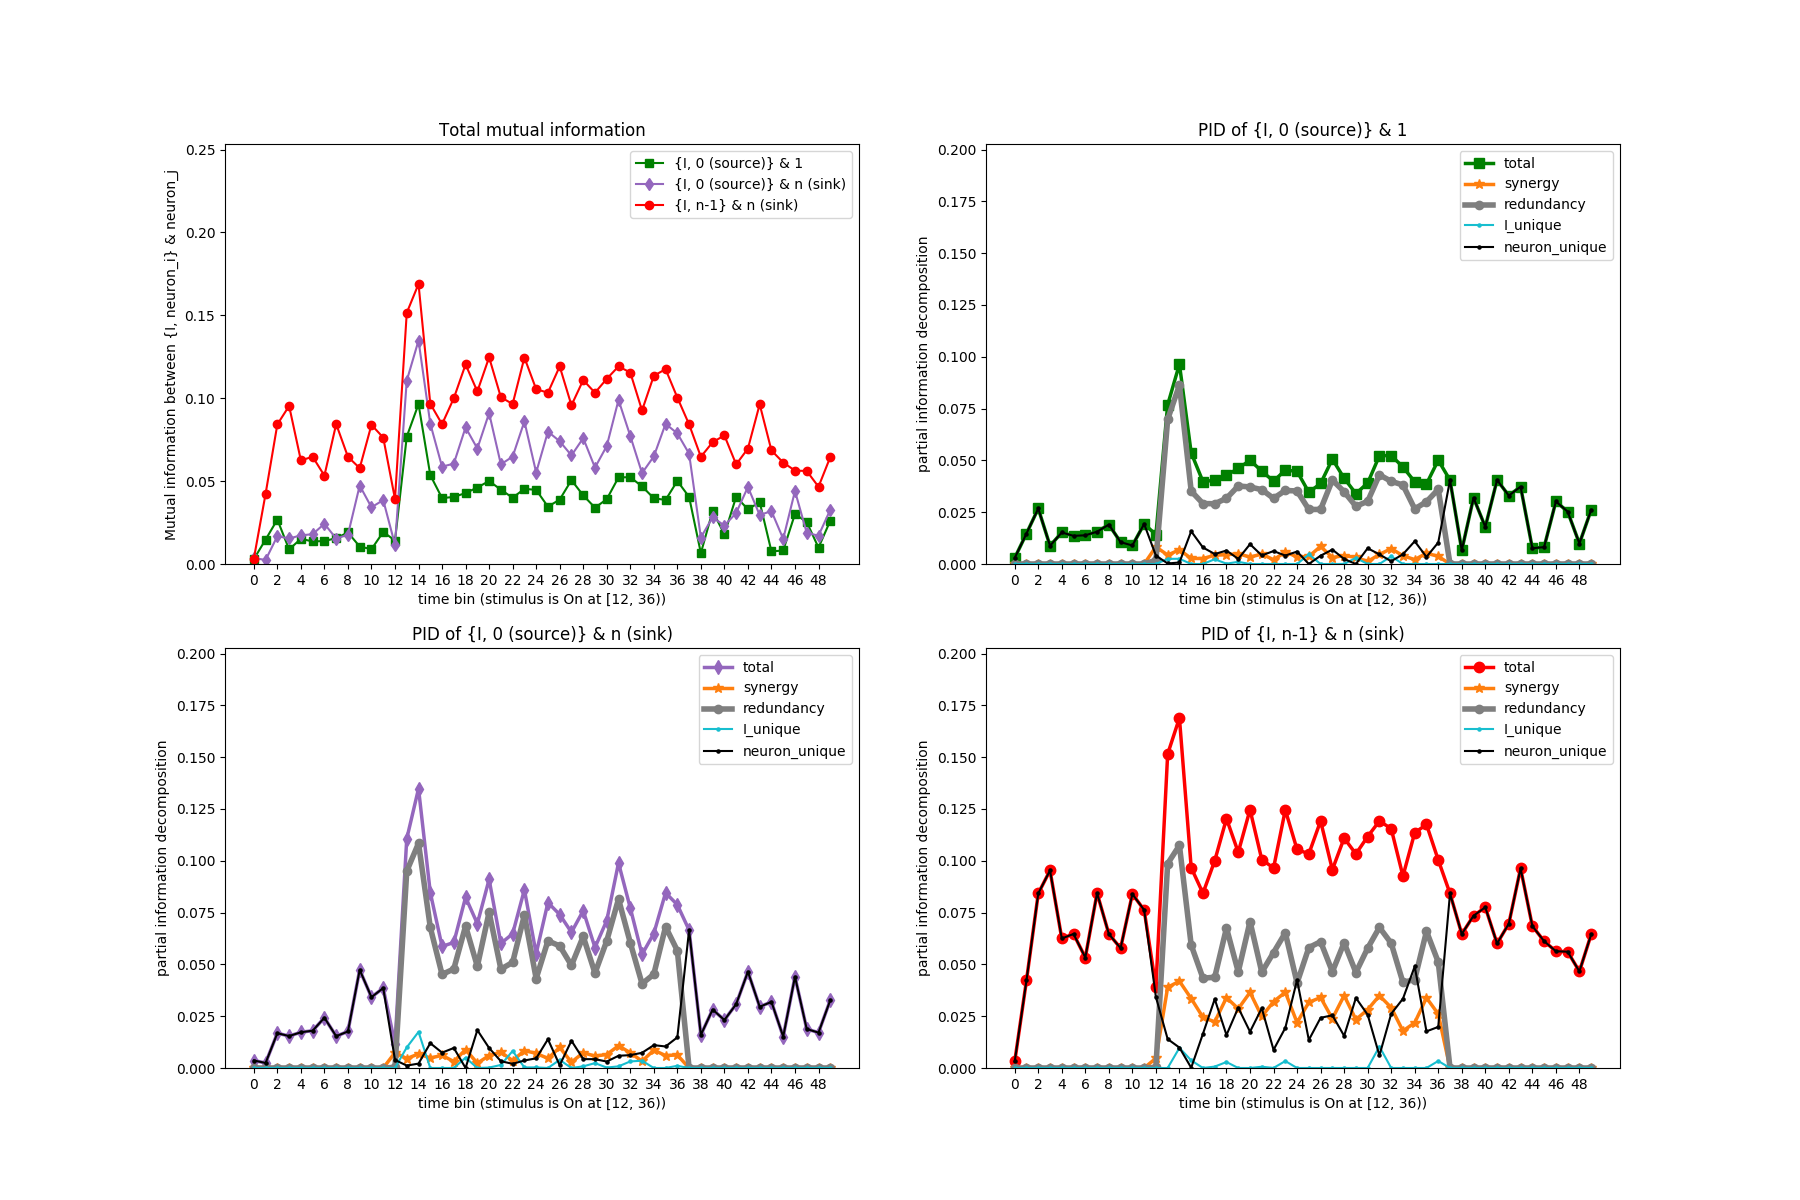 Total mutual information
0.25
0.20
0.15
0.10
0.05
0.00
Mutual information between {I, neuron_i} & neuron_j
{I, 0 (source)} & 1
{I, 0 (source)} & n (sink)
{I, n-1} & n (sink)
0 2 4 6 8 10 12 14 16 18 20 22 24 26 28 30 32 34 36 38 40 42 44 46 48
time bin (stimulus is On at [12, 36))
PID of {I, 0 (source)} & 1
0.200
0.175
0.150
0.125
0.100
0.075
0.050
0.025
0.000
partial information decomposition
total
synergy
redundancy
I_unique
neuron_unique
0 2 4 6 8 10 12 14 16 18 20 22 24 26 28 30 32 34 36 38 40 42 44 46 48
time bin (stimulus is On at [12, 36))
PID of {I, 0 (source)} & n (sink)
0.200
0.175
0.150
0.125
0.100
0.075
0.050
0.025
0.000
partial information decomposition
total
synergy
redundancy
I_unique
neuron_unique
0 2 4 6 8 10 12 14 16 18 20 22 24 26 28 30 32 34 36 38 40 42 44 46 48
time bin (stimulus is On at [12, 36))
PID of {I, n-1} & n (sink)
0.200
0.175
0.150
0.125
0.100
0.075
0.050
0.025
0.000
partial information decomposition
total
synergy
redundancy
I_unique
neuron_unique
0 2 4 6 8 10 12 14 16 18 20 22 24 26 28 30 32 34 36 38 40 42 44 46 48
time bin (stimulus is On at [12, 36))